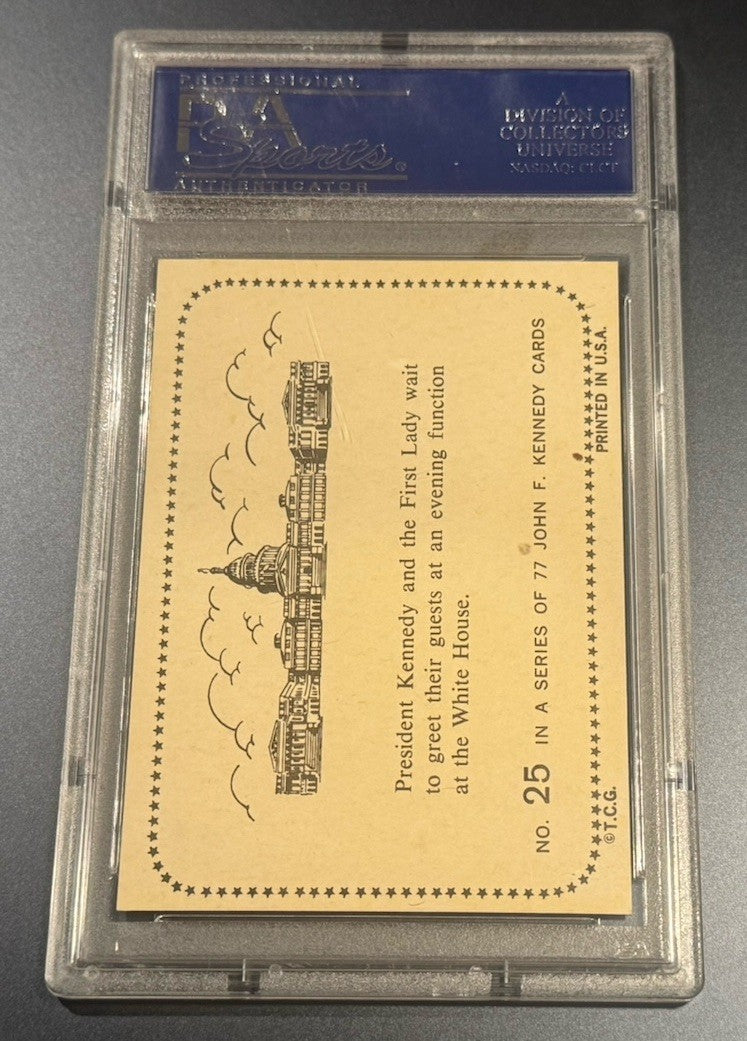 PROFESSIONAL
PSA
Sports®
AUTHENTICATOR
A
DIVISION OF
COLLECTORS
UNIVERSE
NASDAQ: CLCT
President Kennedy and the First Lady wait
to greet their guests at an evening function
at the White House.
NO. 25 IN A SERIES OF 77 JOHN F. KENNEDY CARDS
©T.C.G. PRINTED IN U.S.A.